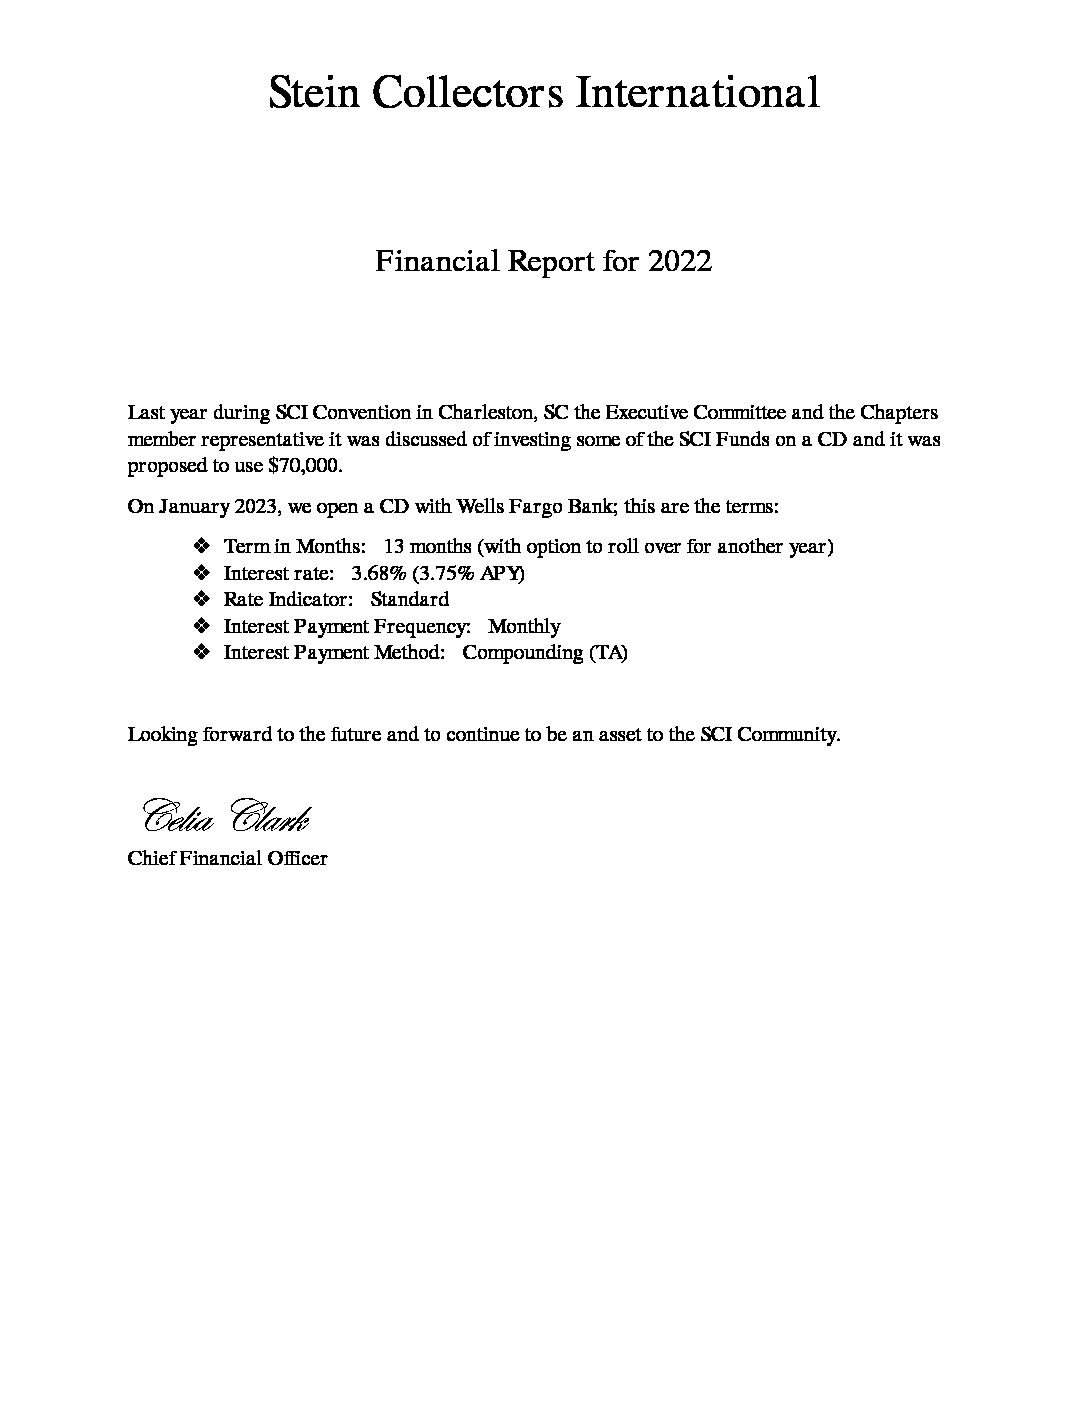 Stein Collectors International
Financial Report for 2022
Last year during SCI Convention in Charleston, SC the Executive Committee and the Chapters
member representative it was discussed of investing some of the SCI Funds on a CD and it was
proposed to use $70,000.
On January 2023, we open a CD with Wells Fargo Bank; this are the terms:
❖ Term in Months: 13 months (with option to roll over for another year)
❖ Interest rate: 3.68% (3.75% APY)
❖ Rate Indicator: Standard
❖ Interest Payment Frequency: Monthly
❖ Interest Payment Method: Compounding (TA)
Looking forward to the future and to continue to be an asset to the SCI Community.
Celia Clark
Chief Financial Officer